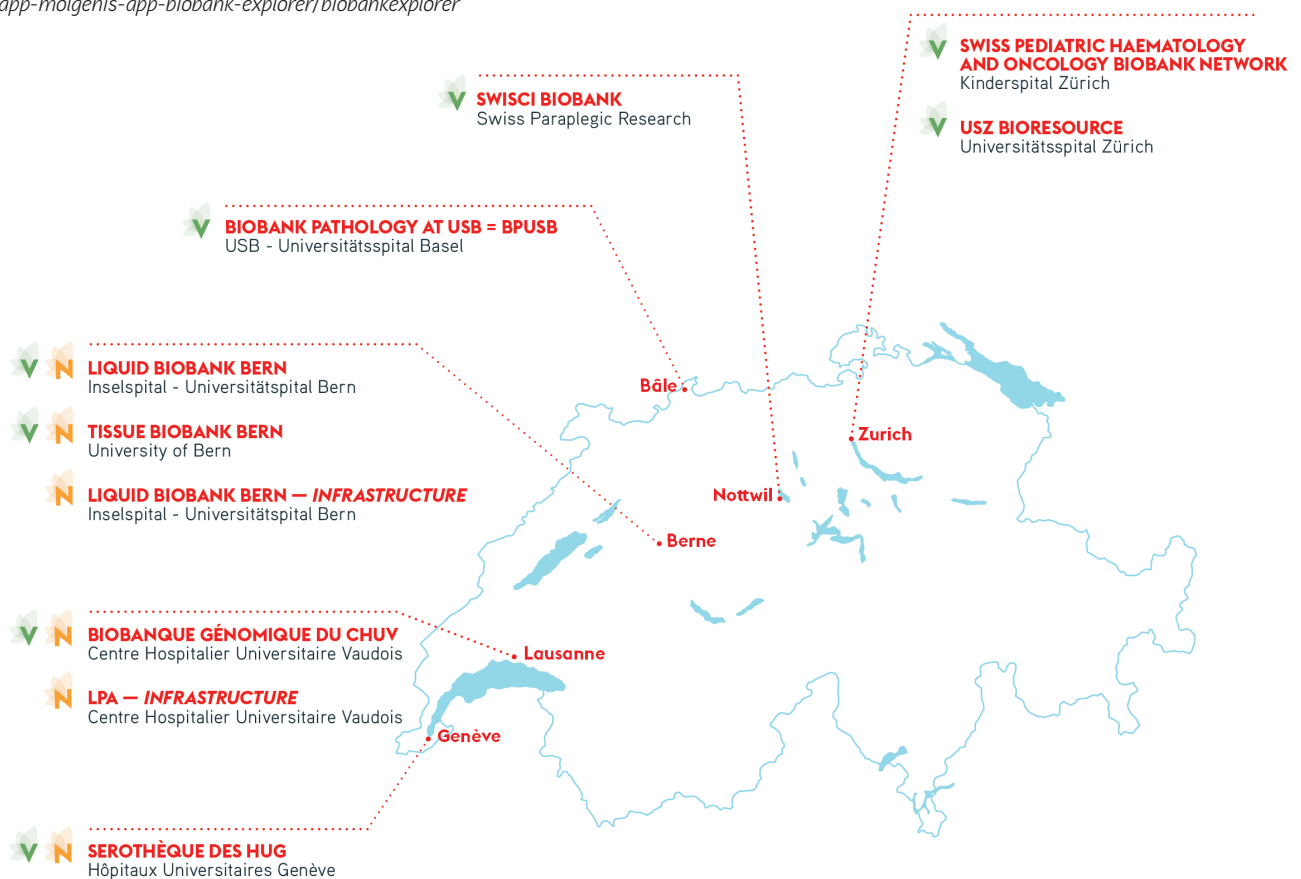 app-molgenis-app-biobank-explorer/biobankexplorer
V SWISS PEDIATRIC HAEMATOLOGY
AND ONCOLOGY BIOBANK NETWORK
Kinderspital Zürich
V USZ BIORESOURCE
Universitätsspital Zürich
V SWISCI BIOBANK
Swiss Paraplegic Research
V BIOBANK PATHOLOGY AT USB = BPUSB
USB - Universitätsspital Basel
V N LIQUID BIOBANK BERN
Inselspital - Universitätspital Bern
V N TISSUE BIOBANK BERN
University of Bern
N LIQUID BIOBANK BERN — INFRASTRUCTURE
Inselspital - Universitätspital Bern
V N BIOBANQUE GÉNOMIQUE DU CHUV
Centre Hospitalier Universitaire Vaudois
N LPA — INFRASTRUCTURE
Centre Hospitalier Universitaire Vaudois
V N SEROTHÈQUE DES HUG
Hôpitaux Universitaires Genève
Bâle
Zurich
Nottwil
Berne
Lausanne
Genève